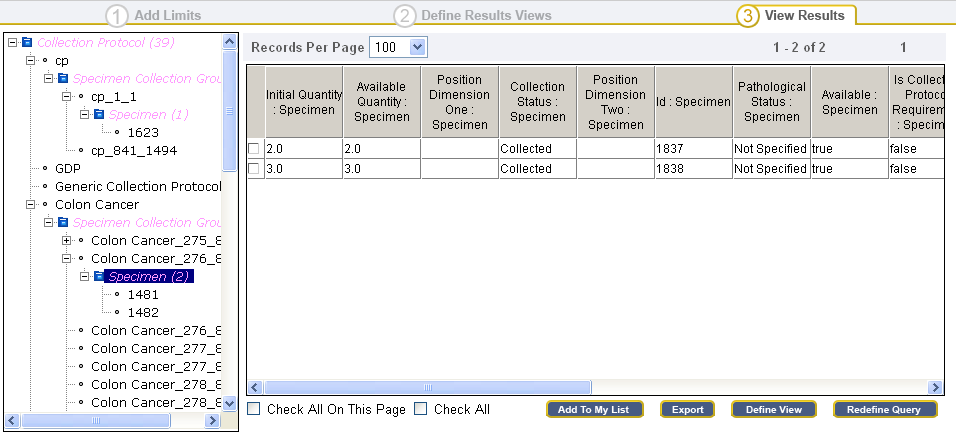 1 Add Limits
2 Define Results Views
3 View Results
Collection Protocol (39)
cp
Specimen Collection Grou
cp_1_1
Specimen (1)
1623
cp_841_1494
GDP
Generic Collection Protocol
Colon Cancer
Specimen Collection Grou
Colon Cancer_275_8
Colon Cancer_276_8
Specimen (2)
1481
1482
Colon Cancer_276_8
Colon Cancer_277_8
Colon Cancer_277_8
Colon Cancer_278_8
Colon Cancer_278_8
Records Per Page 100 1 - 2 of 2 1
Initial Quantity : Specimen
Available Quantity : Specimen
Position Dimension One : Specimen
Collection Status : Specimen
Position Dimension Two : Specimen
Id : Specimen
Pathological Status : Specimen
Available : Specimen
Is Collect Protoco Requireme : Specim
2.0 2.0 Collected 1837 Not Specified true false
3.0 3.0 Collected 1838 Not Specified true false
Check All On This Page Check All
Add To My List Export Define View Redefine Query